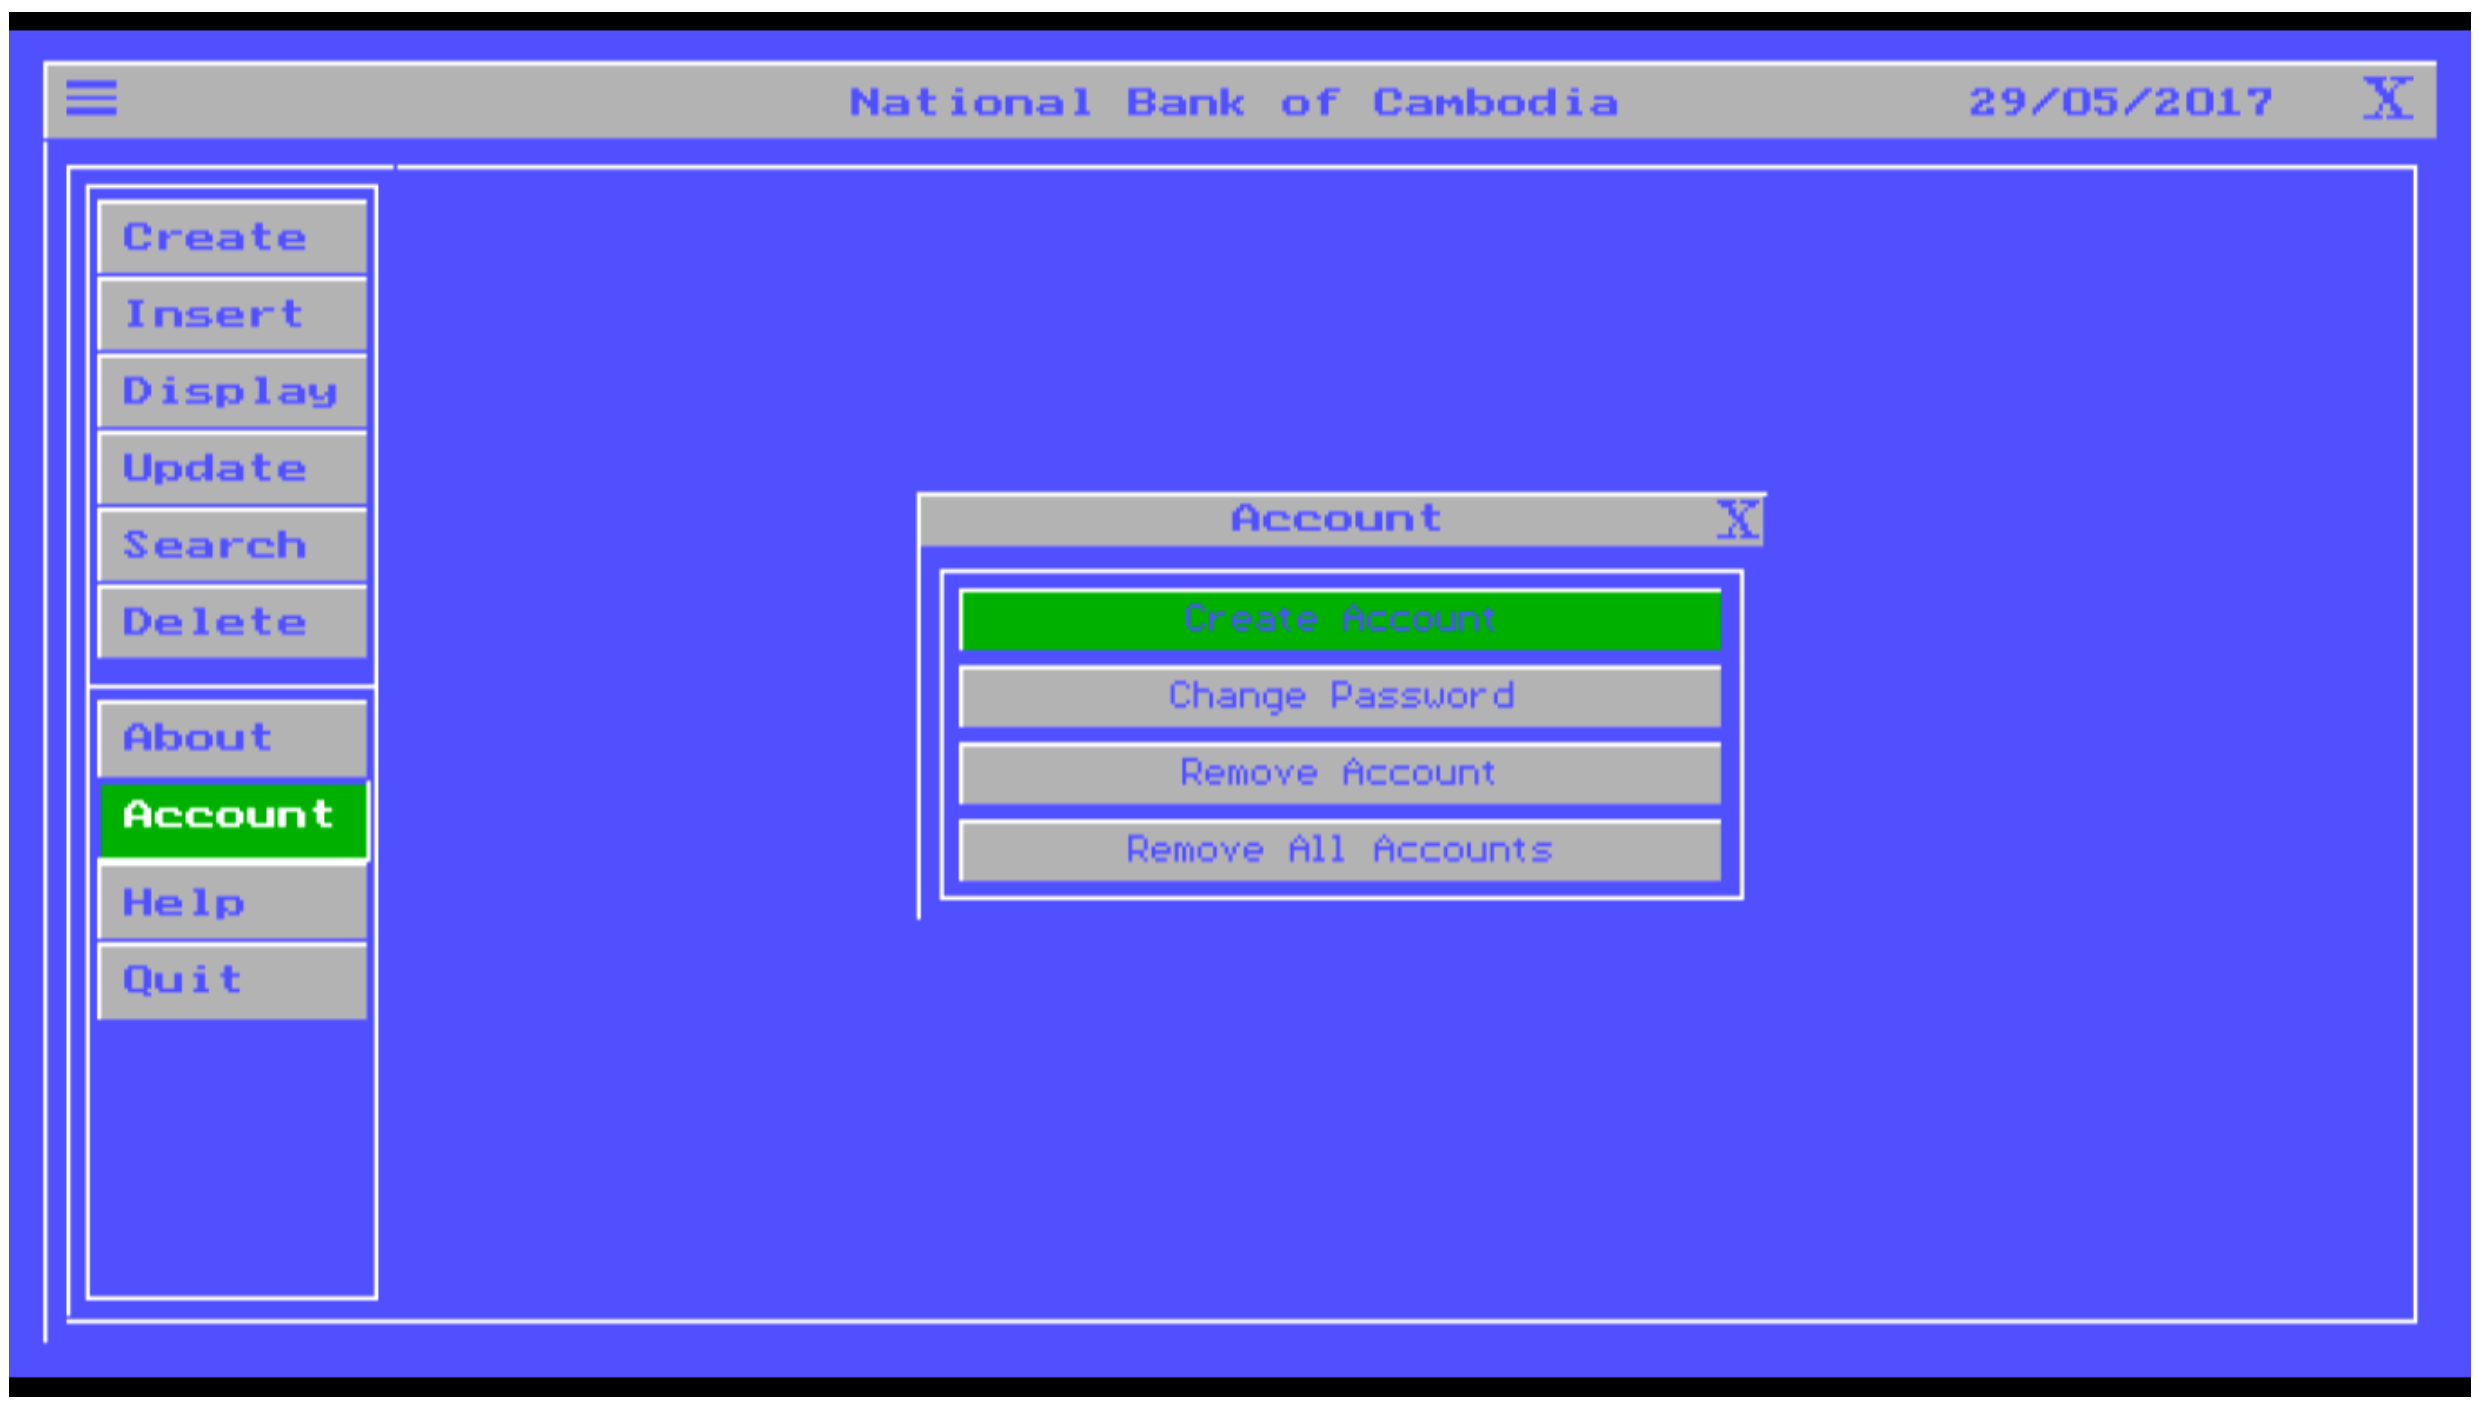 National Bank of Cambodia 29/05/2017 X
Create
Insert
Display
Update
Search
Delete
About
Account
Help
Quit
Account X
Create Account
Change Password
Remove Account
Remove All Accounts